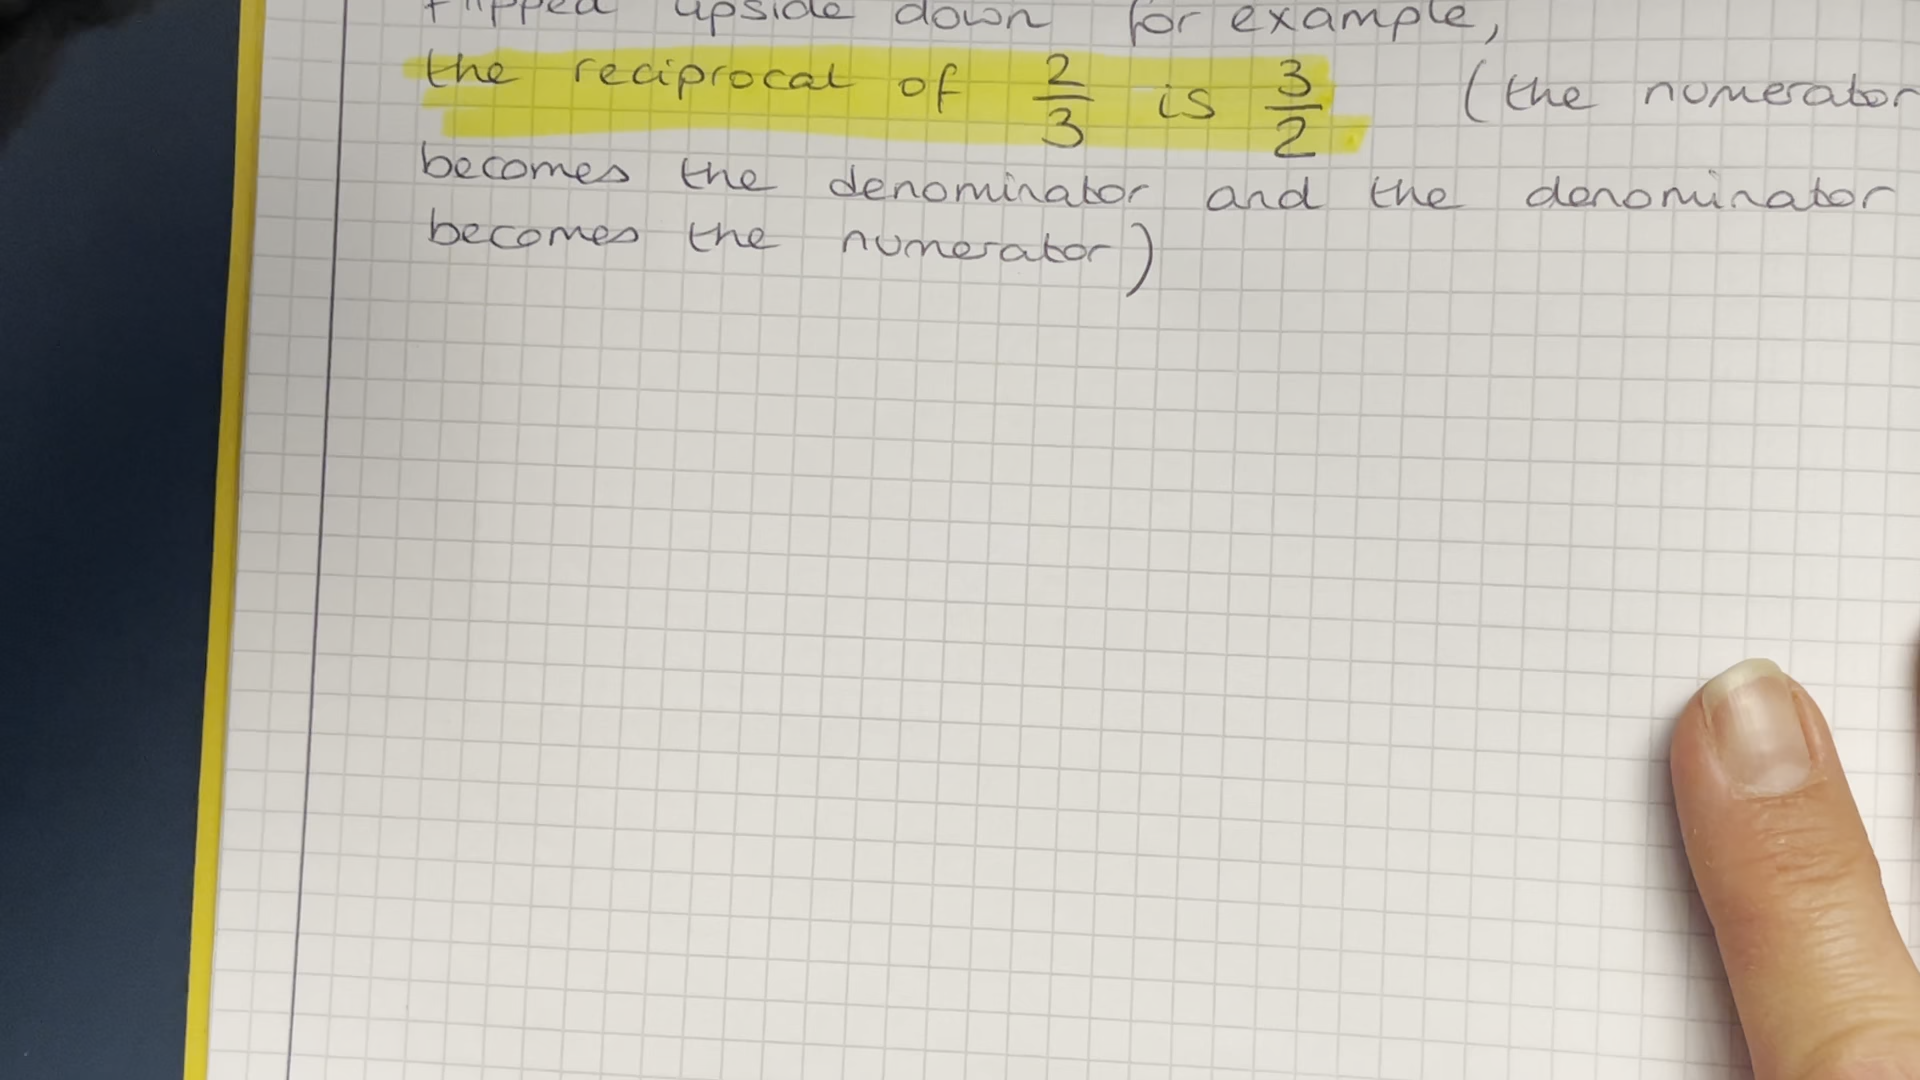 flipped upside down for example,
the reciprocal of 2/3 is 3/2 (the numerator
becomes the denominator and the denominator
becomes the numerator)